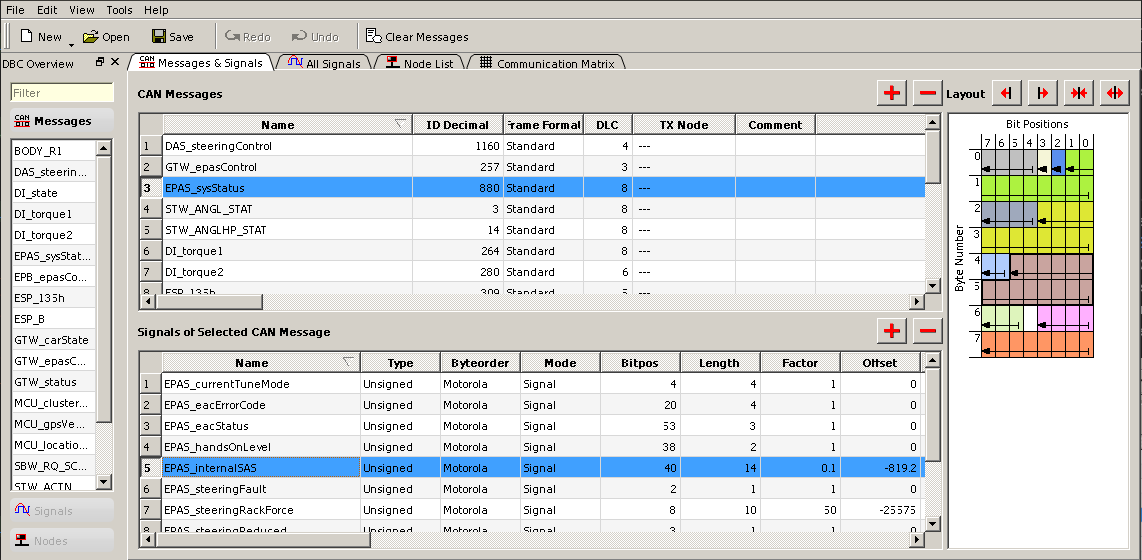 File Edit View Tools Help
New Open Save Redo Undo Clear Messages
DBC Overview
Messages & Signals All Signals Node List Communication Matrix
Filter
CAN Messages
BODY_R1
DAS_steerin...
DI_state
DI_torque1
DI_torque2
EPAS_sysStat...
EPB_epasCo...
ESP_135h
ESP_B
GTW_carState
GTW_epasC...
GTW_status
MCU_cluster...
MCU_gpsVe...
MCU_locatio...
SBW_RQ_SC...
STW_ACTN
Signals
Nodes
CAN Messages
Name ID Decimal Frame Format DLC TX Node Comment
1 DAS_steeringControl 1160 Standard 4 ---
2 GTW_epasControl 257 Standard 3 ---
3 EPAS_sysStatus 880 Standard 8 ---
4 STW_ANGL_STAT 3 Standard 8 ---
5 STW_ANGLHP_STAT 14 Standard 8 ---
6 DI_torque1 264 Standard 8 ---
7 DI_torque2 280 Standard 6 ---
8 ESP_135h 309 Standard 5 ---
Signals of Selected CAN Message
Name Type Byteorder Mode Bitpos Length Factor Offset
1 EPAS_currentTuneMode Unsigned Motorola Signal 4 4 1 0
2 EPAS_eacErrorCode Unsigned Motorola Signal 20 4 1 0
3 EPAS_eacStatus Unsigned Motorola Signal 53 3 1 0
4 EPAS_handsOnLevel Unsigned Motorola Signal 38 2 1 0
5 EPAS_internalSAS Unsigned Motorola Signal 40 14 0.1 -819.2
6 EPAS_steeringFault Unsigned Motorola Signal 2 1 1 0
7 EPAS_steeringRackForce Unsigned Motorola Signal 8 10 50 -25575
8 EPAS_steeringReduced Unsigned Motorola Signal 3 1 1 0
Layout
Bit Positions
7 6 5 4 3 2 1 0
Byte Number
0
1
2
3
4
5
6
7